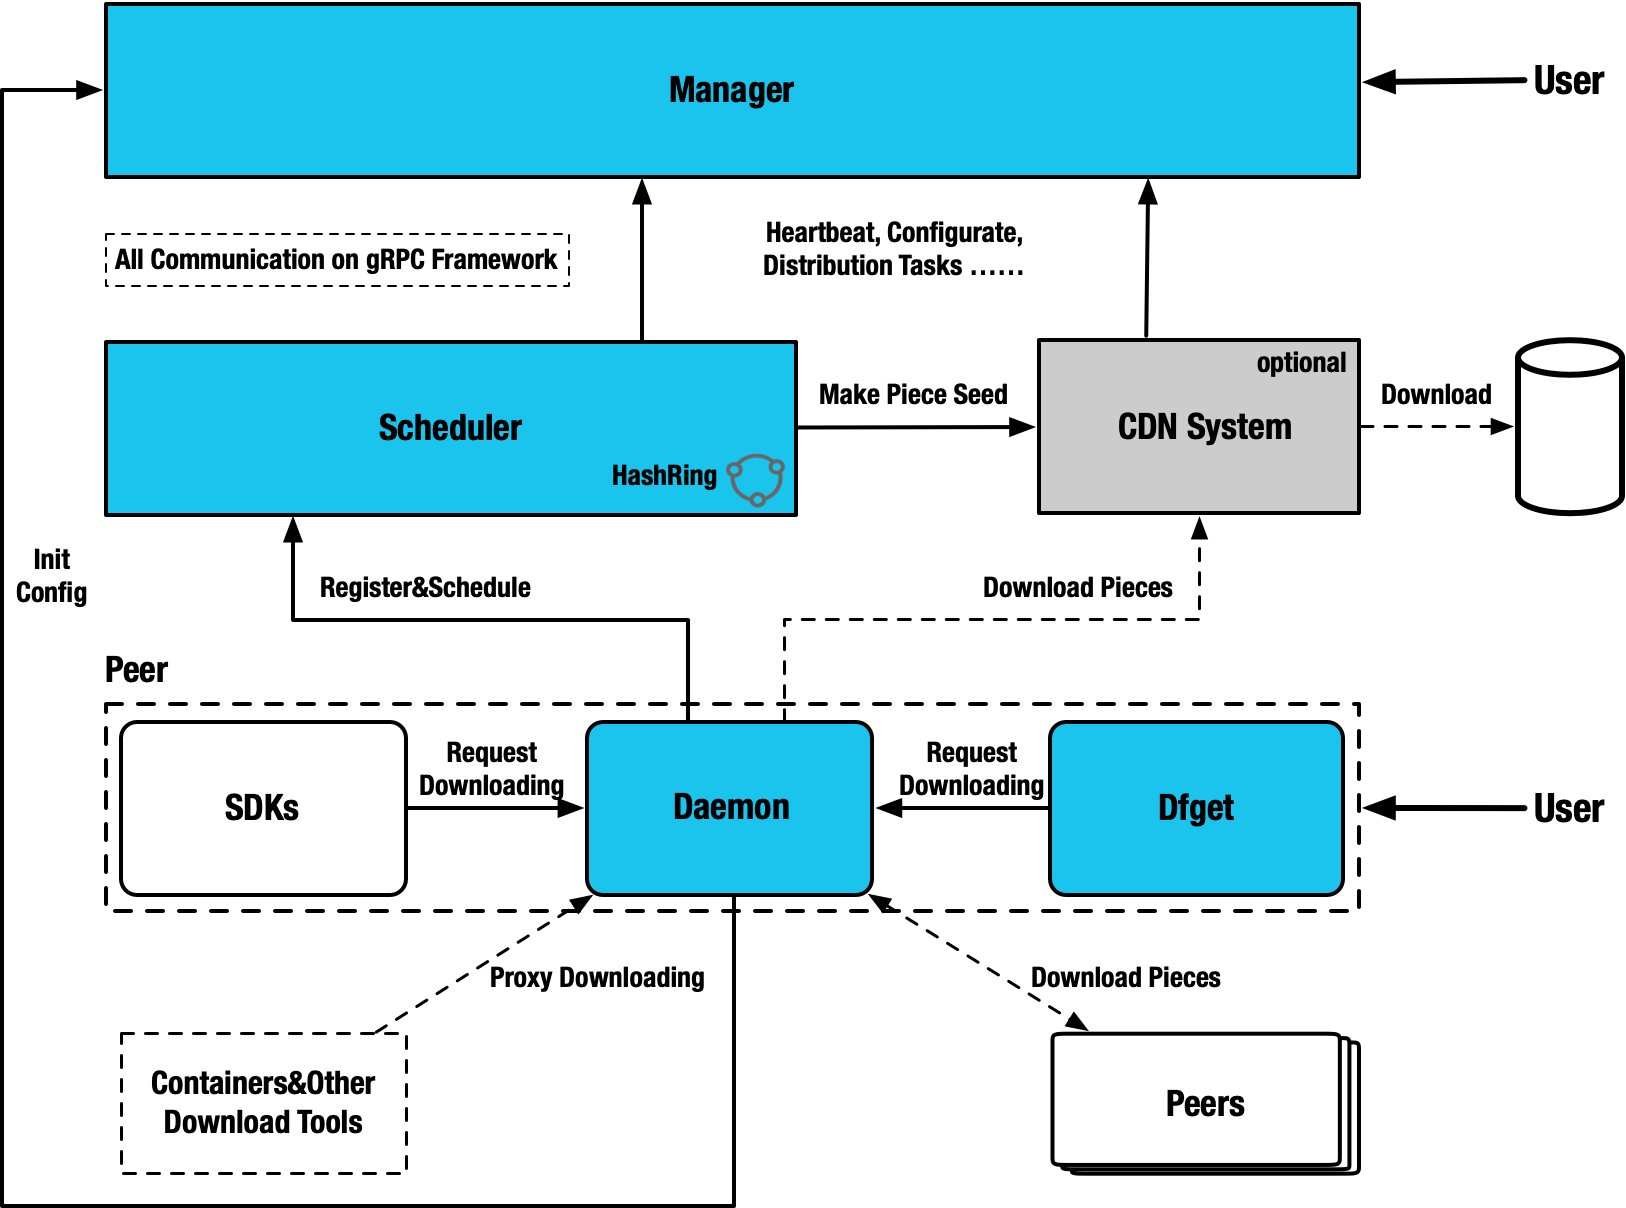 Manager
User
All Communication on gRPC Framework
Heartbeat, Configurate,
Distribution Tasks ......
optional
Scheduler
HashRing
Make Piece Seed
CDN System
Download
Init
Config
Register&Schedule
Download Pieces
Peer
SDKs
Request
Downloading
Daemon
Request
Downloading
Dfget
User
Proxy Downloading
Download Pieces
Containers&Other
Download Tools
Peers